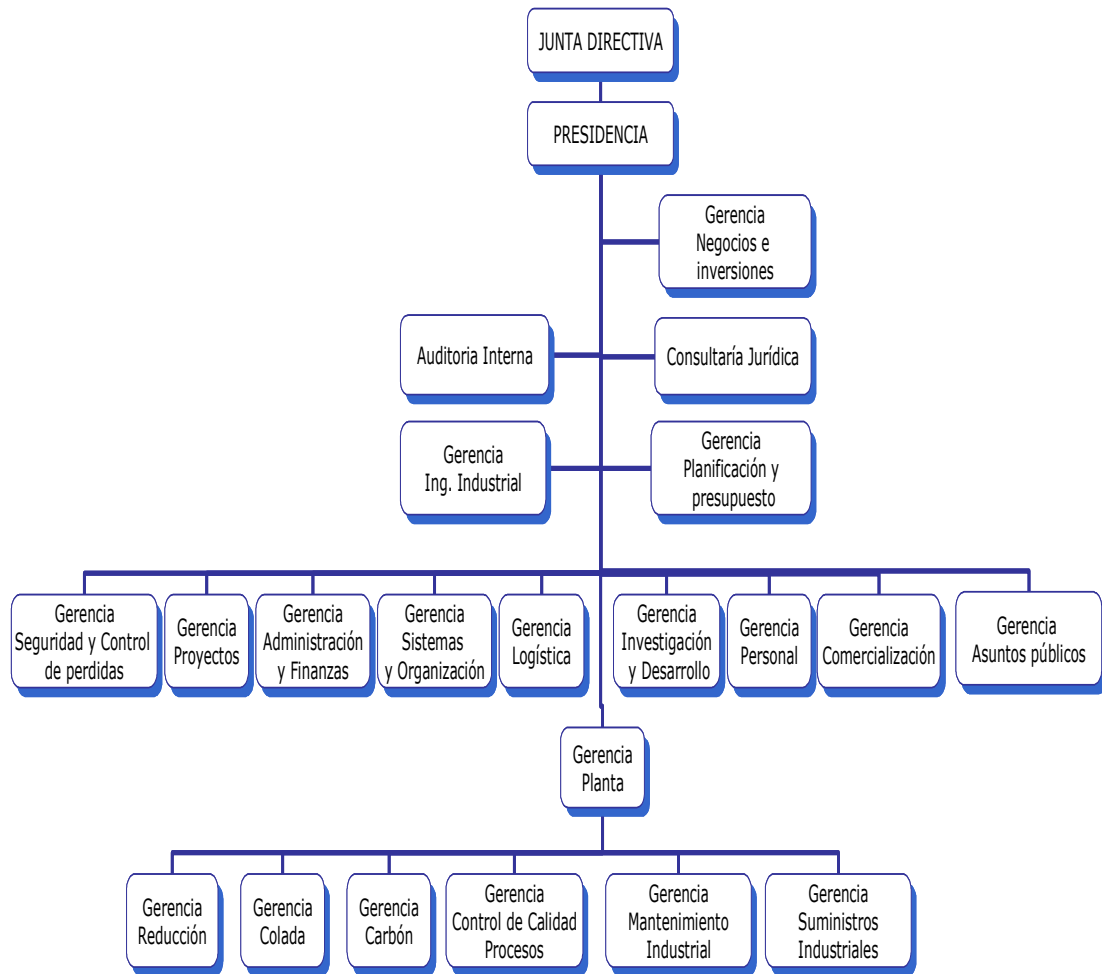 JUNTA DIRECTIVA
PRESIDENCIA
Gerencia
Negocios e
inversiones
Auditoria Interna
Consultaría Jurídica
Gerencia
Ing. Industrial
Gerencia
Planificación y
presupuesto
Gerencia
Seguridad y Control
de perdidas
Gerencia
Proyectos
Gerencia
Administración
y Finanzas
Gerencia
Sistemas
y Organización
Gerencia
Logística
Gerencia
Investigación
y Desarrollo
Gerencia
Personal
Gerencia
Comercialización
Gerencia
Asuntos públicos
Gerencia
Planta
Gerencia
Reducción
Gerencia
Colada
Gerencia
Carbón
Gerencia
Control de Calidad
Procesos
Gerencia
Mantenimiento
Industrial
Gerencia
Suministros
Industriales